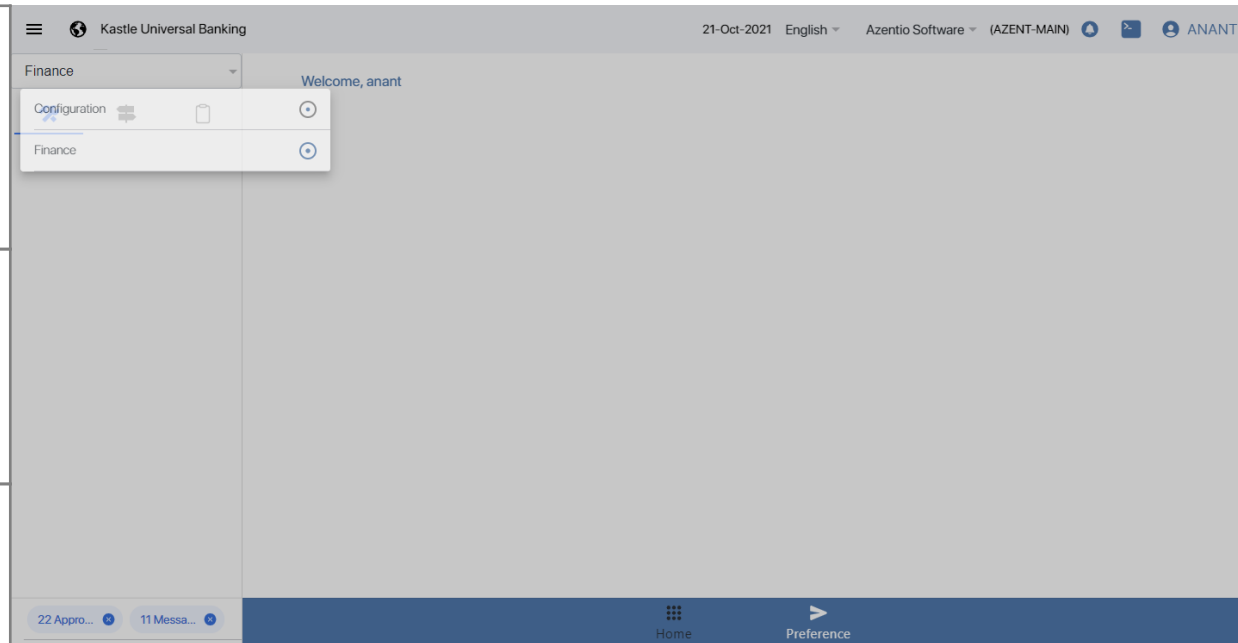 Kastle Universal Banking 21-Oct-2021 English Azentio Software (AZENT-MAIN) ANANT
Finance
Welcome, anant
Configuration
Finance
22 Appro... 11 Messa...
Home Preference